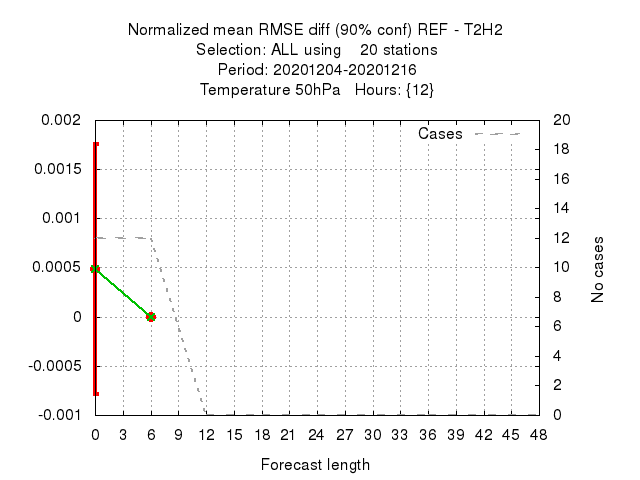 Normalized mean RMSE diff (90% conf) REF - T2H2
Selection: ALL using    20 stations
Period: 20201204-20201216
Temperature 50hPa   Hours: {12}
Cases
0.002
0.0015
0.001
0.0005
0
-0.0005
-0.001
20
18
16
14
12
10
8
6
4
2
0
No cases
0 3 6 9 12 15 18 21 24 27 30 33 36 39 42 45 48
Forecast length